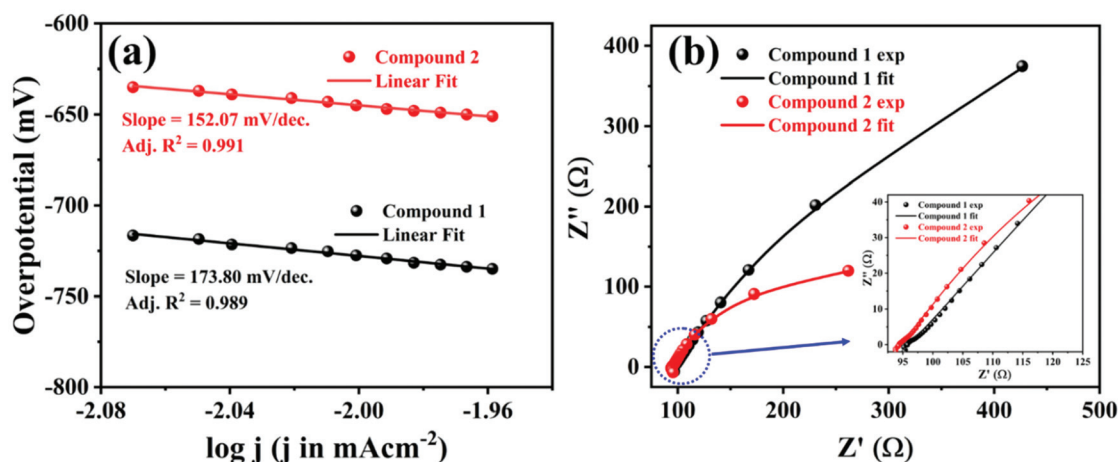 (a)
Compound 2
Linear Fit
Slope = 152.07 mV/dec.
Adj. R² = 0.991
Compound 1
Linear Fit
Slope = 173.80 mV/dec.
Adj. R² = 0.989
-600
-650
-700
-750
-800
Overpotential (mV)
-2.08 -2.04 -2.00 -1.96
log j (j in mAcm⁻²)
(b)
Compound 1 exp
Compound 1 fit
Compound 2 exp
Compound 2 fit
400
300
200
100
0
Z'' (Ω)
100 200 300 400 500
Z' (Ω)
Compound 1 exp
Compound 1 fit
Compound 2 exp
Compound 2 fit
40
30
20
10
0
Z'' (Ω)
95 100 105 110 115 120 125
Z' (Ω)